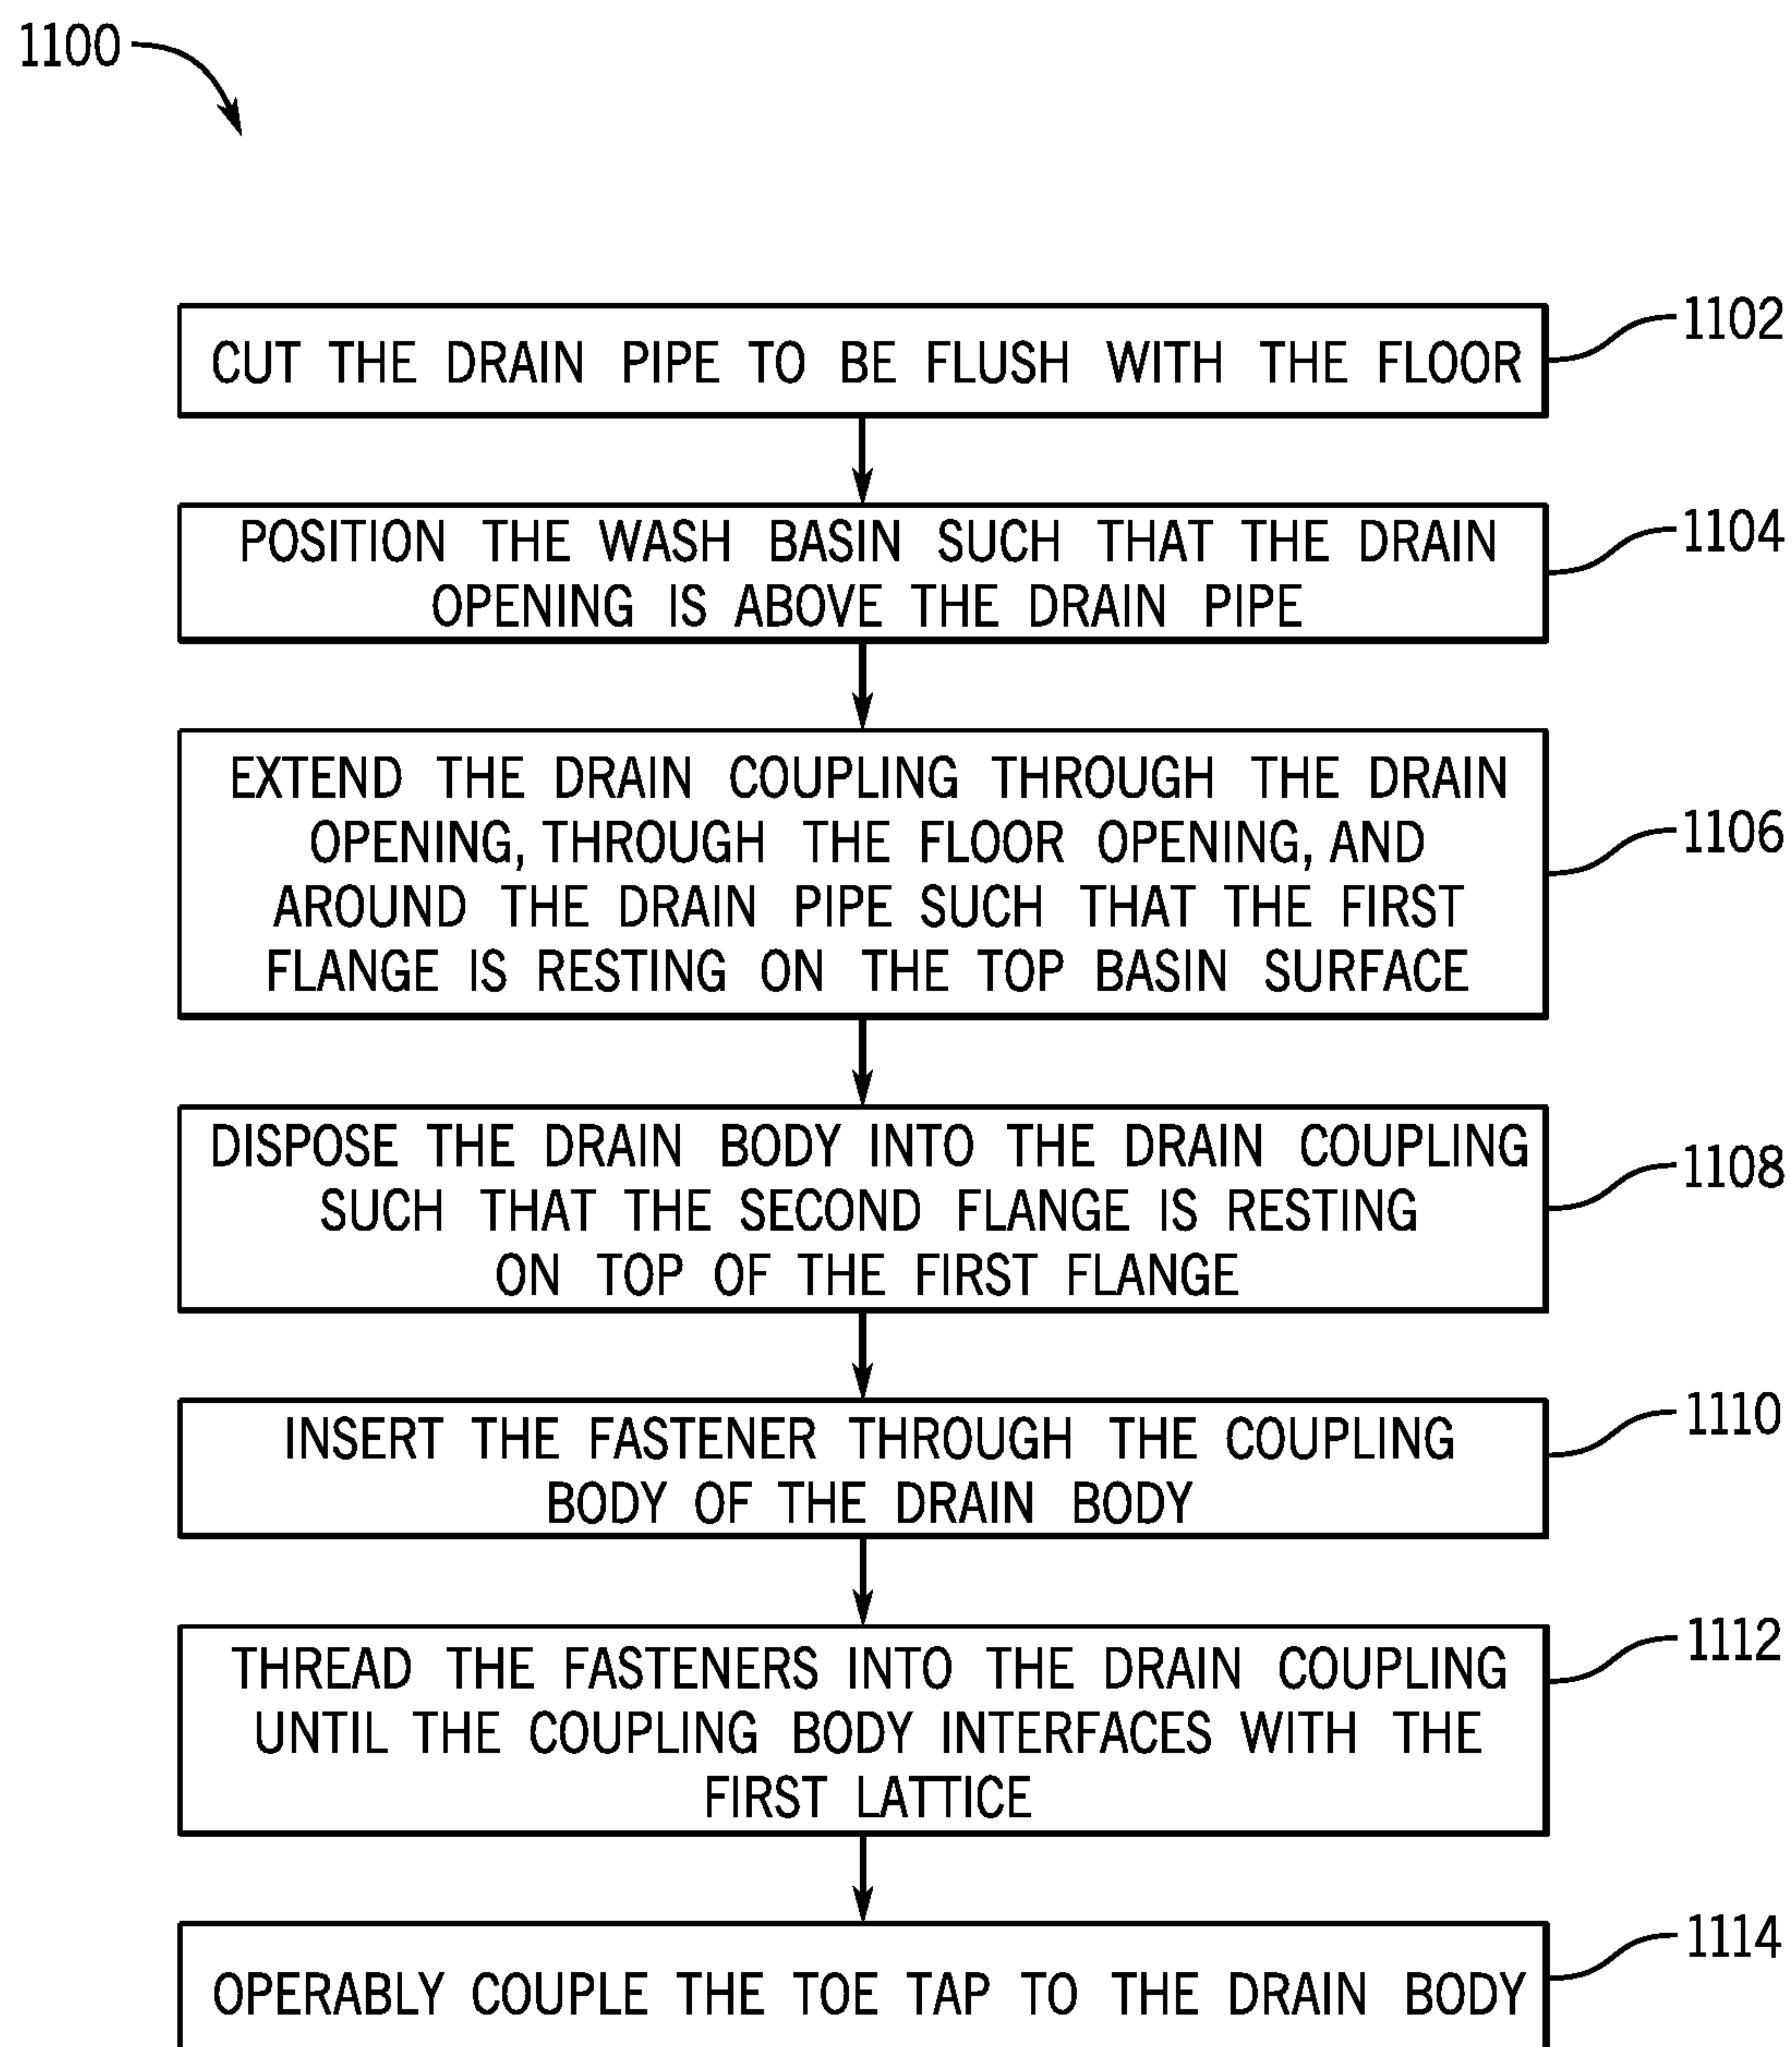 1100
CUT THE DRAIN PIPE TO BE FLUSH WITH THE FLOOR
1102
POSITION THE WASH BASIN SUCH THAT THE DRAIN
OPENING IS ABOVE THE DRAIN PIPE
1104
EXTEND THE DRAIN COUPLING THROUGH THE DRAIN
OPENING, THROUGH THE FLOOR OPENING, AND
AROUND THE DRAIN PIPE SUCH THAT THE FIRST
FLANGE IS RESTING ON THE TOP BASIN SURFACE
1106
DISPOSE THE DRAIN BODY INTO THE DRAIN COUPLING
SUCH THAT THE SECOND FLANGE IS RESTING
ON TOP OF THE FIRST FLANGE
1108
INSERT THE FASTENER THROUGH THE COUPLING
BODY OF THE DRAIN BODY
1110
THREAD THE FASTENERS INTO THE DRAIN COUPLING
UNTIL THE COUPLING BODY INTERFACES WITH THE
FIRST LATTICE
1112
OPERABLY COUPLE THE TOE TAP TO THE DRAIN BODY
1114